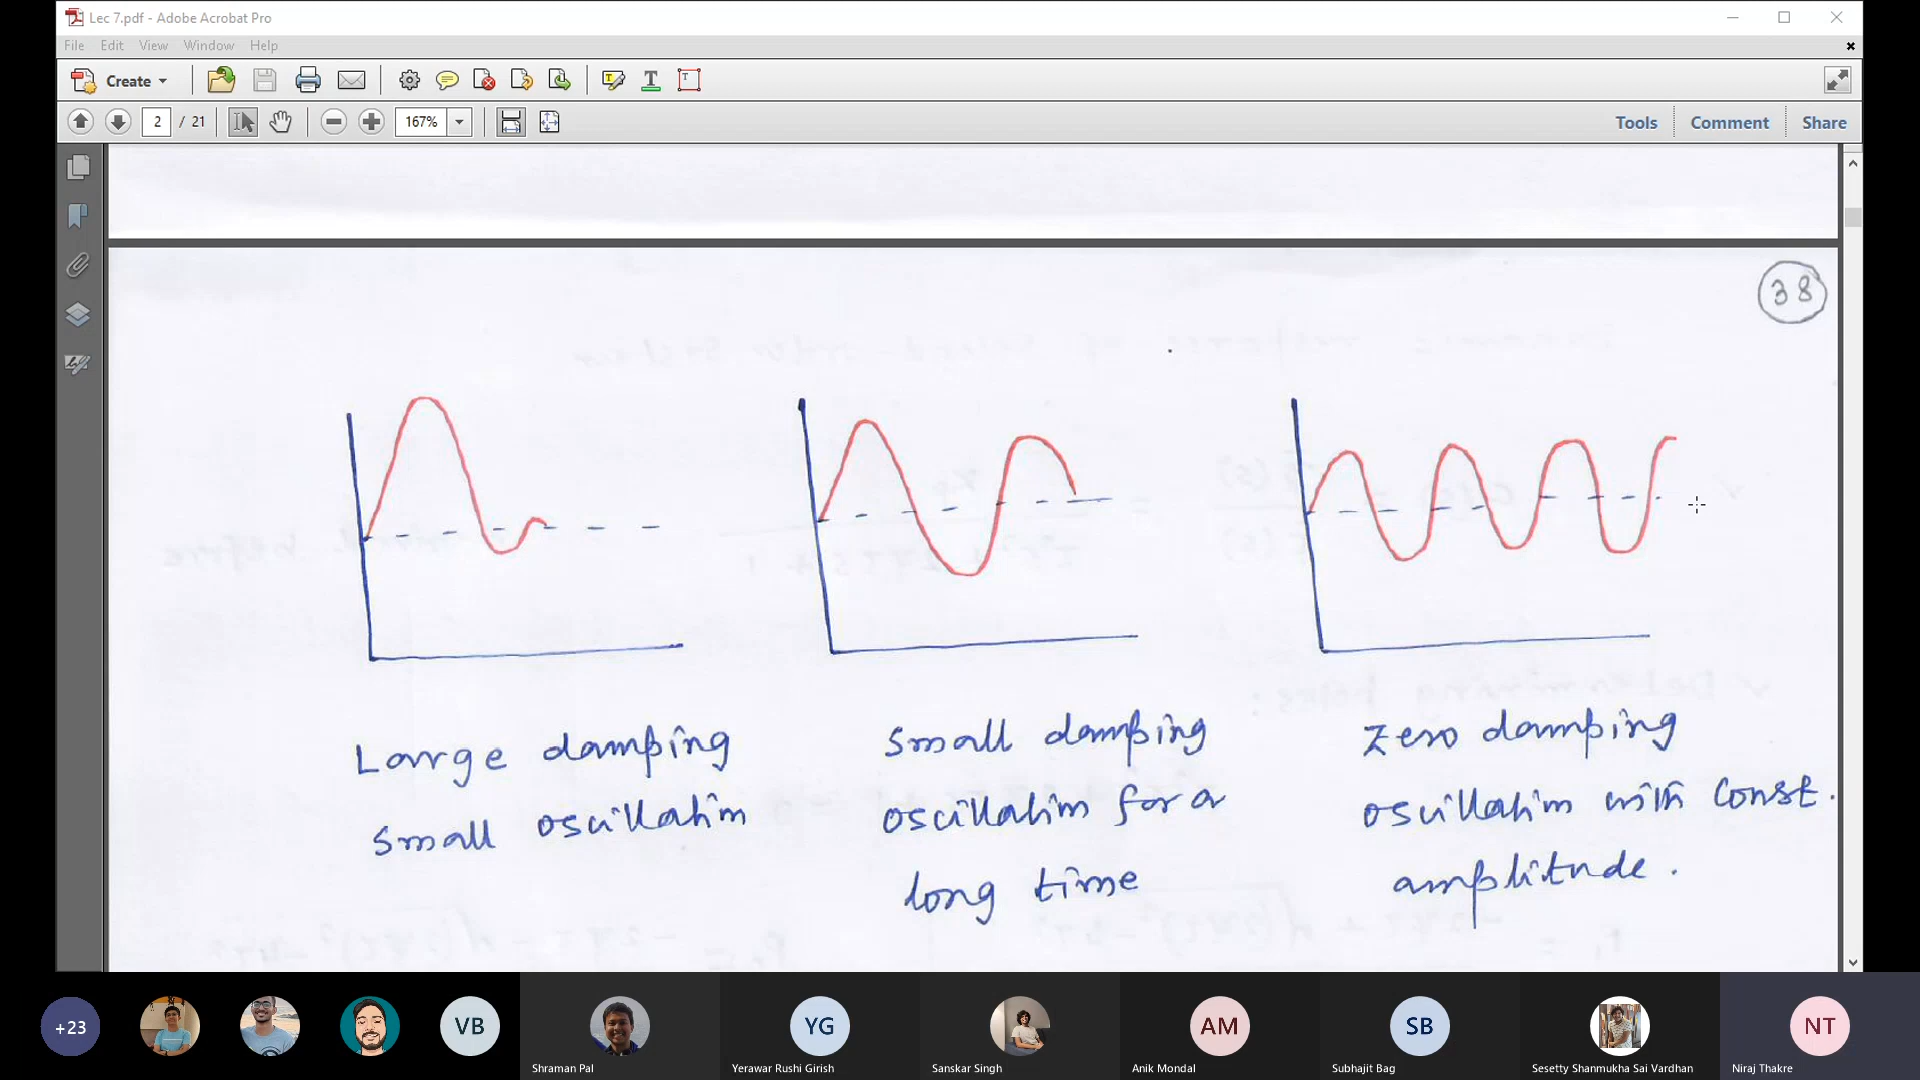 Lec 7.pdf - Adobe Acrobat Pro
File Edit View Window Help
Create
2 / 21 167% Tools Comment Share
38
Large damping
small oscillation
small damping
oscillation for a
long time
zero damping
oscillation with const.
amplitude.
+23 VB YG AM SB NT
Shraman Pal Yerawar Rushi Girish Sanskar Singh Anik Mondal Subhajit Bag Sesetty Shanmukha Sai Vardhan Niraj Thakre